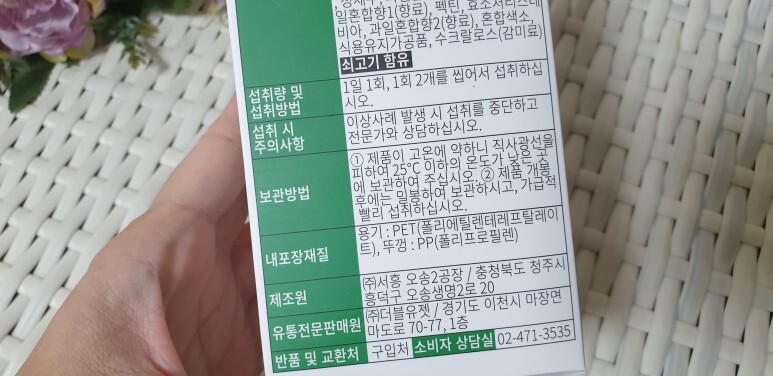 일혼합향1(향료), 펙틴, 효소처리스테
비아, 과일혼합향2(향료), 혼합색소,
식용유지가공품, 수크랄로스(감미료)
쇠고기 함유
섭취량 및
섭취방법
1일 1회, 1회 2개를 씹어서 섭취하십
시오.
섭취 시
주의사항
이상사례 발생 시 섭취를 중단하고
전문가와 상담하십시오.
보관방법
① 제품이 고온에 약하니 직사광선을
피하여 25℃ 이하의 온도가 낮은 곳
에 보관하여 주십시오. ② 제품 개봉
후에는 밀봉하여 보관하시고, 가급적
빨리 섭취하십시오.
내포장재질
용기 : PET(폴리에틸렌테레프탈레이
트), 뚜껑 : PP(폴리프로필렌)
제조원
㈜서흥 오송2공장 / 충청북도 청주시
흥덕구 오송생명2로 20
유통전문판매원
㈜더블유젯 / 경기도 이천시 마장면
마도로 70-77, 1층
반품 및 교환처
구입처 소비자 상담실 02-471-3535